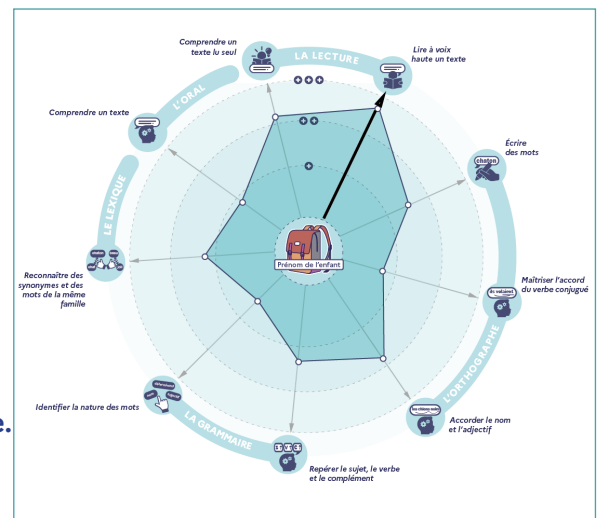 Comprendre un
texte lu seul
LA LECTURE
Lire à voix
haute un texte
L'ORAL
Comprendre un texte
Écrire
des mots
chaton
LE LEXIQUE
Prénom de l'enfant
Reconnaître des
synonymes et des
mots de la même
famille
Maîtriser l'accord
du verbe conjugué
L'ORTHOGRAPHE
Identifier la nature des mots
LA GRAMMAIRE
Accorder le nom
et l'adjectif
Repérer le sujet, le verbe
et le complément
e.